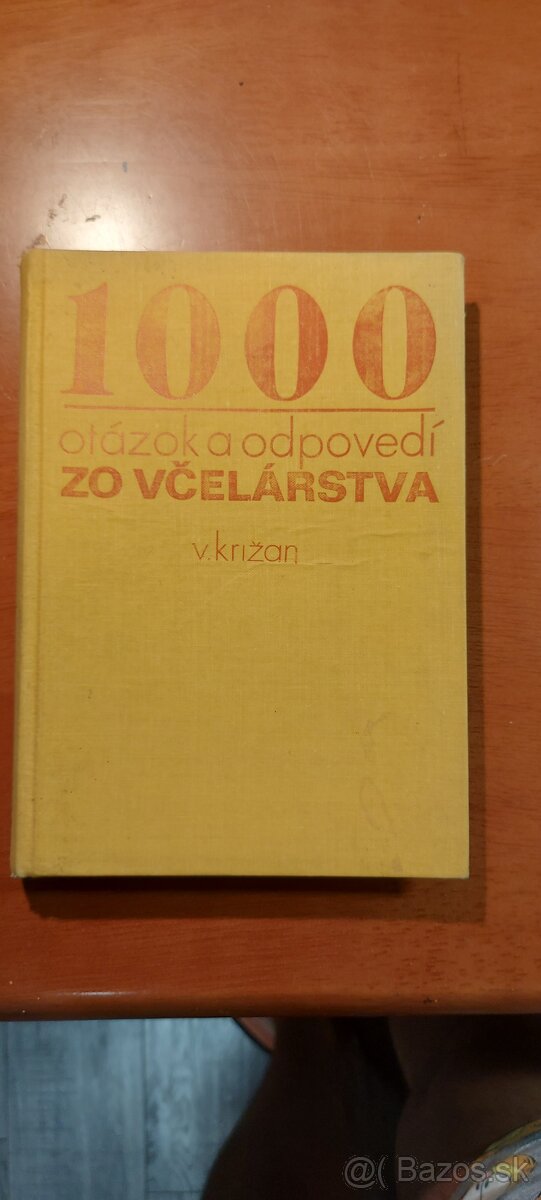 1000
otázok a odpovedí
ZO VČELÁRSTVA
v. križan
@ Bazos.sk